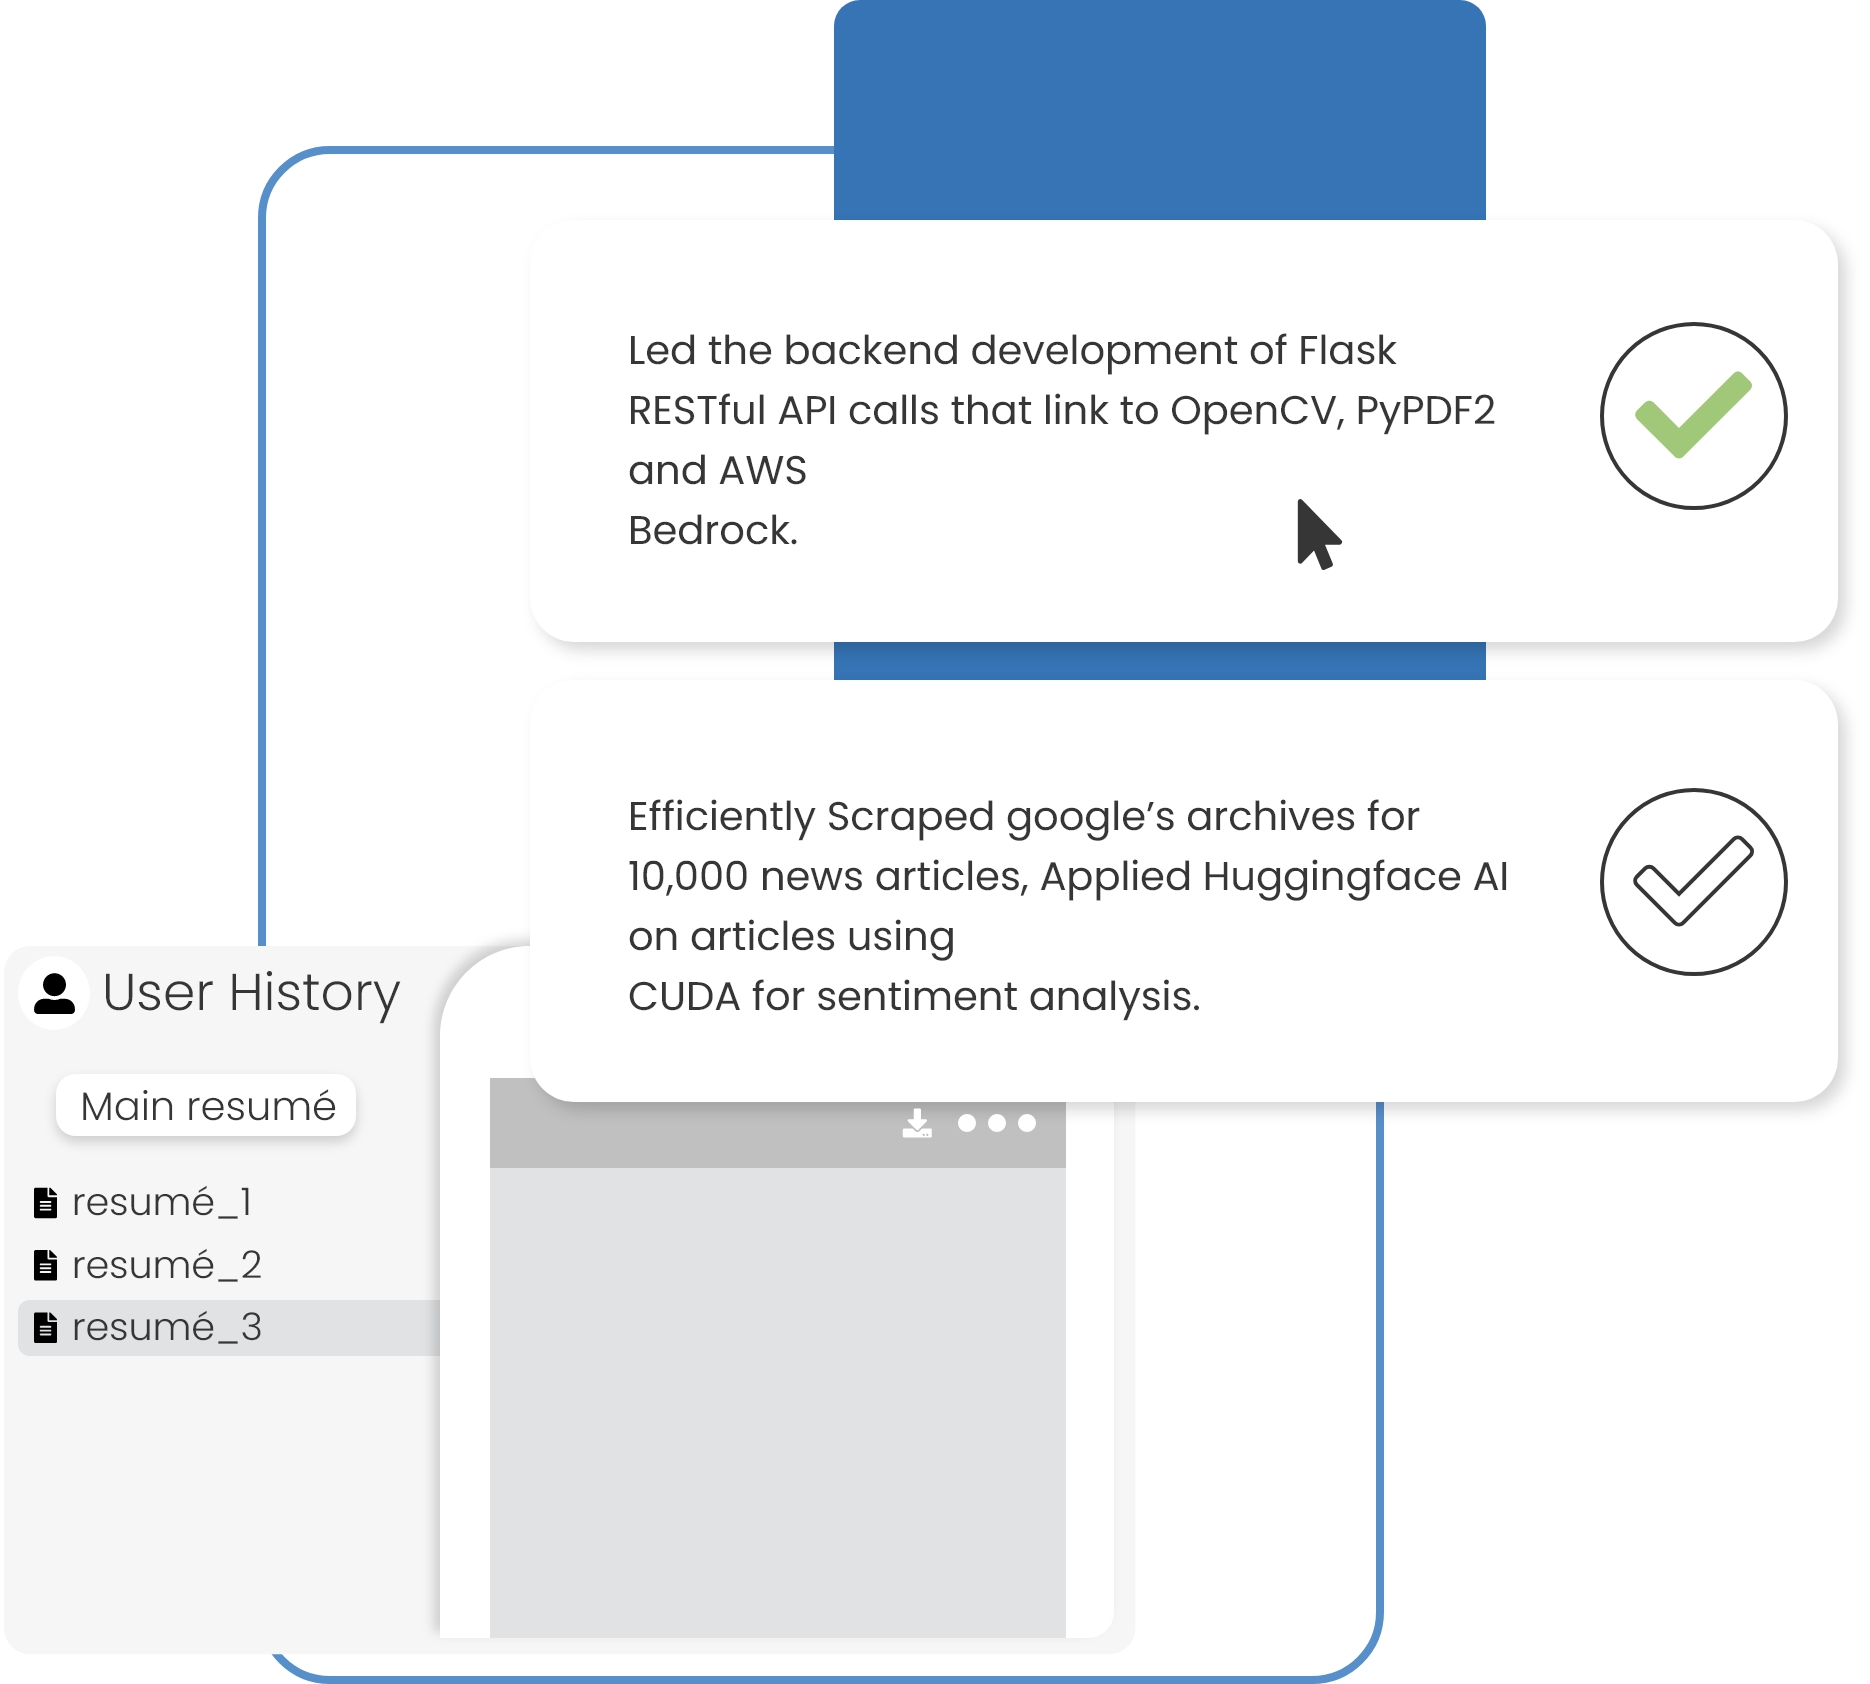 Led the backend development of Flask
RESTful API calls that link to OpenCV, PyPDF2
and AWS
Bedrock.
Efficiently Scraped google’s archives for
10,000 news articles, Applied Huggingface AI
on articles using
CUDA for sentiment analysis.
User History
Main resumé
resumé_1
resumé_2
resumé_3